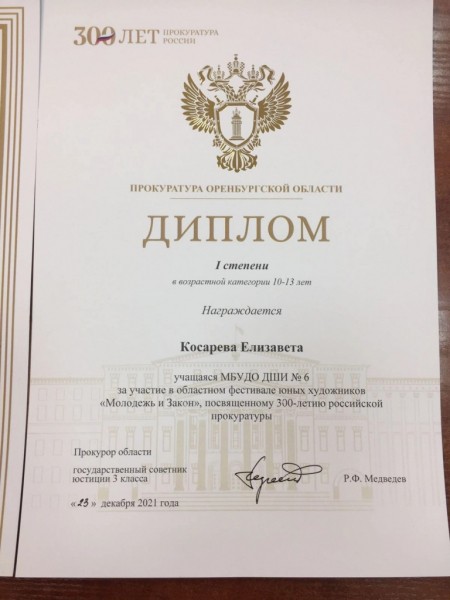 300 ЛЕТ ПРОКУРАТУРА
РОССИИ
ПРОКУРАТУРА ОРЕНБУРГСКОЙ ОБЛАСТИ
ДИПЛОМ
I степени
в возрастной категории 10-13 лет
Награждается
Косарева Елизавета
учащаяся МБУДО ДШИ № 6
за участие в областном фестивале юных художников
«Молодежь и Закон», посвященному 300-летию российской
прокуратуры
Прокурор области
государственный советник
юстиции 3 класса
Р.Ф. Медведев
«23» декабря 2021 года